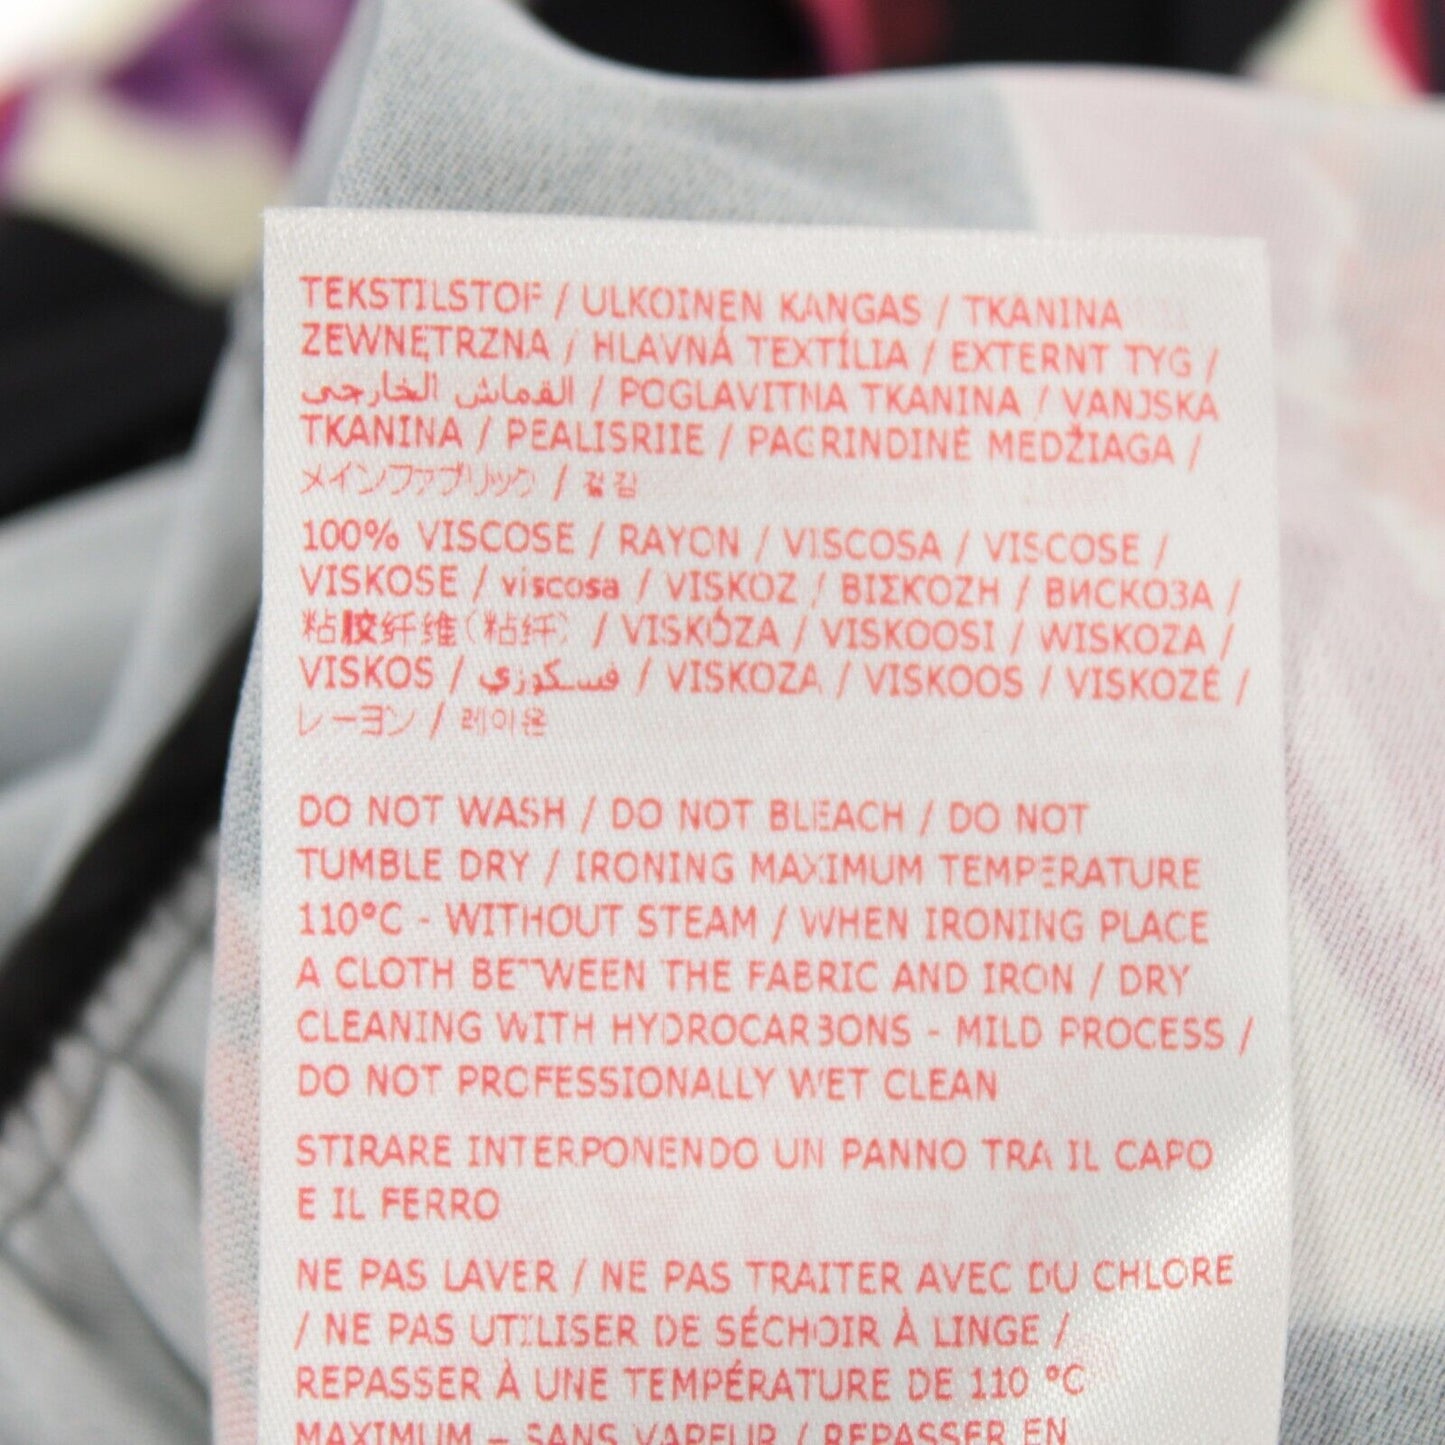 TEKSTILSTOF / ULKOINEN KANGAS / TKANINA
ZEWNĘTRZNA / HLAVNÁ TEXTÍLIA / EXTERNT TYG /
القماش الخارجي / POGLAVITNA TKANINA / VANJSKA
TKANINA / PEALISRIIE / PAGRINDINĖ MEDŽIAGA /
メインファブリック / 겉감
100% VISCOSE / RAYON / VISCOSA / VISCOSE /
VISKOSE / viscosa / VISKOZ / ΒΙΣΚΟΖΗ / ВИСКОЗА /
粘胶纤维(粘纤) / VISKÓZA / VISKOOSI / WISKOZA /
VISKOS / فسكوزي / VISKOZA / VISKOOS / VISKOZĖ /
レーヨン / 레이온
DO NOT WASH / DO NOT BLEACH / DO NOT
TUMBLE DRY / IRONING MAXIMUM TEMPERATURE
110°C - WITHOUT STEAM / WHEN IRONING PLACE
A CLOTH BETWEEN THE FABRIC AND IRON / DRY
CLEANING WITH HYDROCARBONS - MILD PROCESS /
DO NOT PROFESSIONALLY WET CLEAN
STIRARE INTERPONENDO UN PANNO TRA IL CAPO
E IL FERRO
NE PAS LAVER / NE PAS TRAITER AVEC DU CHLORE
/ NE PAS UTILISER DE SÉCHOIR À LINGE /
REPASSER À UNE TEMPÉRATURE DE 110 °C
MAXIMUM – SANS VAPEUR / REPASSER EN